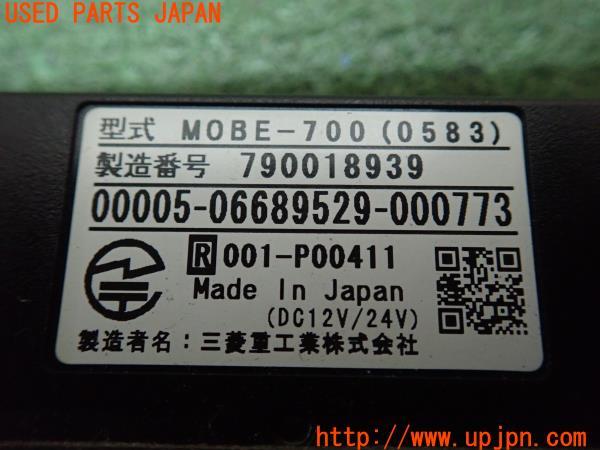 USED PARTS JAPAN
型式 MOBE-700(0583)
製造番号 790018939
00005-06689529-000773
R 001-P00411
Made In Japan
(DC12V/24V)
製造者名：三菱重工業株式会社
http://www.upjpn.com/